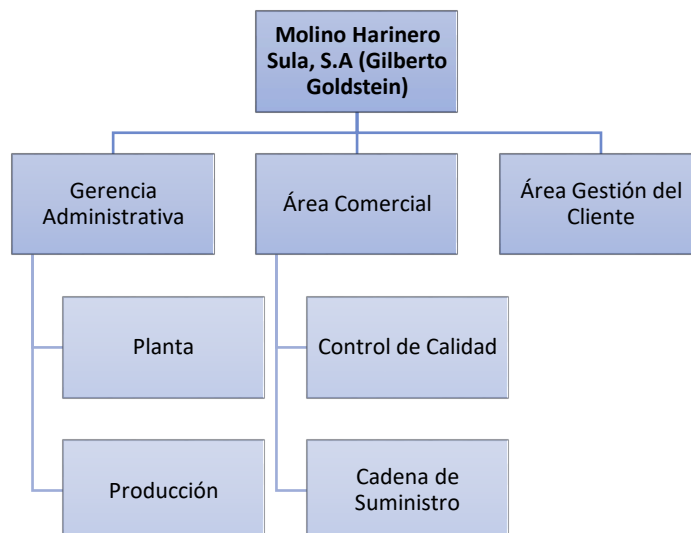 Molino Harinero
Sula, S.A (Gilberto
Goldstein)
Gerencia
Administrativa
Área Comercial
Área Gestión del
Cliente
Planta
Control de Calidad
Producción
Cadena de
Suministro